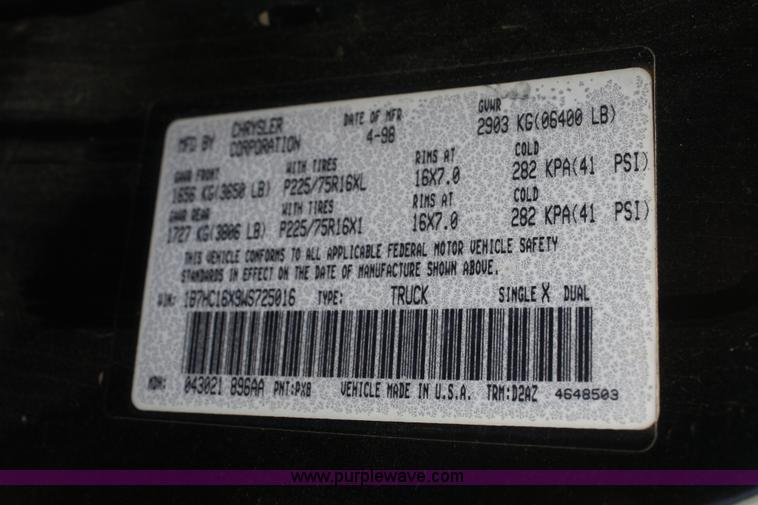 MFD BY CHRYSLER CORPORATION DATE OF MFR 4-98 GVWR 2903 KG(06400 LB)
GAWR FRONT WITH TIRES RIMS AT COLD
1656 KG(3650 LB) P225/75R16XL 16X7.0 282 KPA(41 PSI)
GAWR REAR WITH TIRES RIMS AT COLD
1727 KG(3806 LB) P225/75R16X1 16X7.0 282 KPA(41 PSI)
THIS VEHICLE CONFORMS TO ALL APPLICABLE FEDERAL MOTOR VEHICLE SAFETY
STANDARDS IN EFFECT ON THE DATE OF MANUFACTURE SHOWN ABOVE.
VIN: 1B7HC16X9WS725016 TYPE: TRUCK SINGLE X DUAL
MDH: 043021 896AA PNT:PX8 VEHICLE MADE IN U.S.A. TRM:D2AZ 4648503
www.purplewave.com